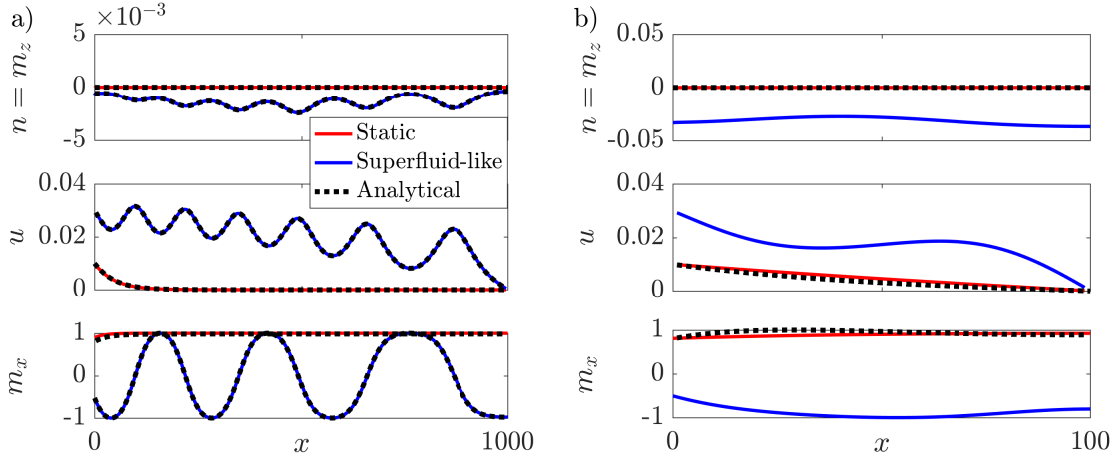 a)
×10⁻³
n = m_z
5
0
-5
Static
Superfluid-like
Analytical
u
0.04
0.02
0
m_x
1
0
-1
0
x
1000
b)
n = m_z
0.05
0
-0.05
u
0.04
0.02
0
m_x
1
0
-1
0
x
100